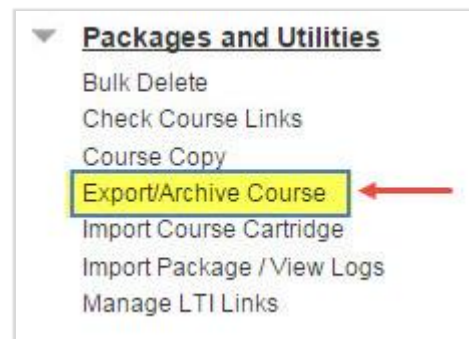 Packages and Utilities
Bulk Delete
Check Course Links
Course Copy
Export/Archive Course
Import Course Cartridge
Import Package / View Logs
Manage LTI Links